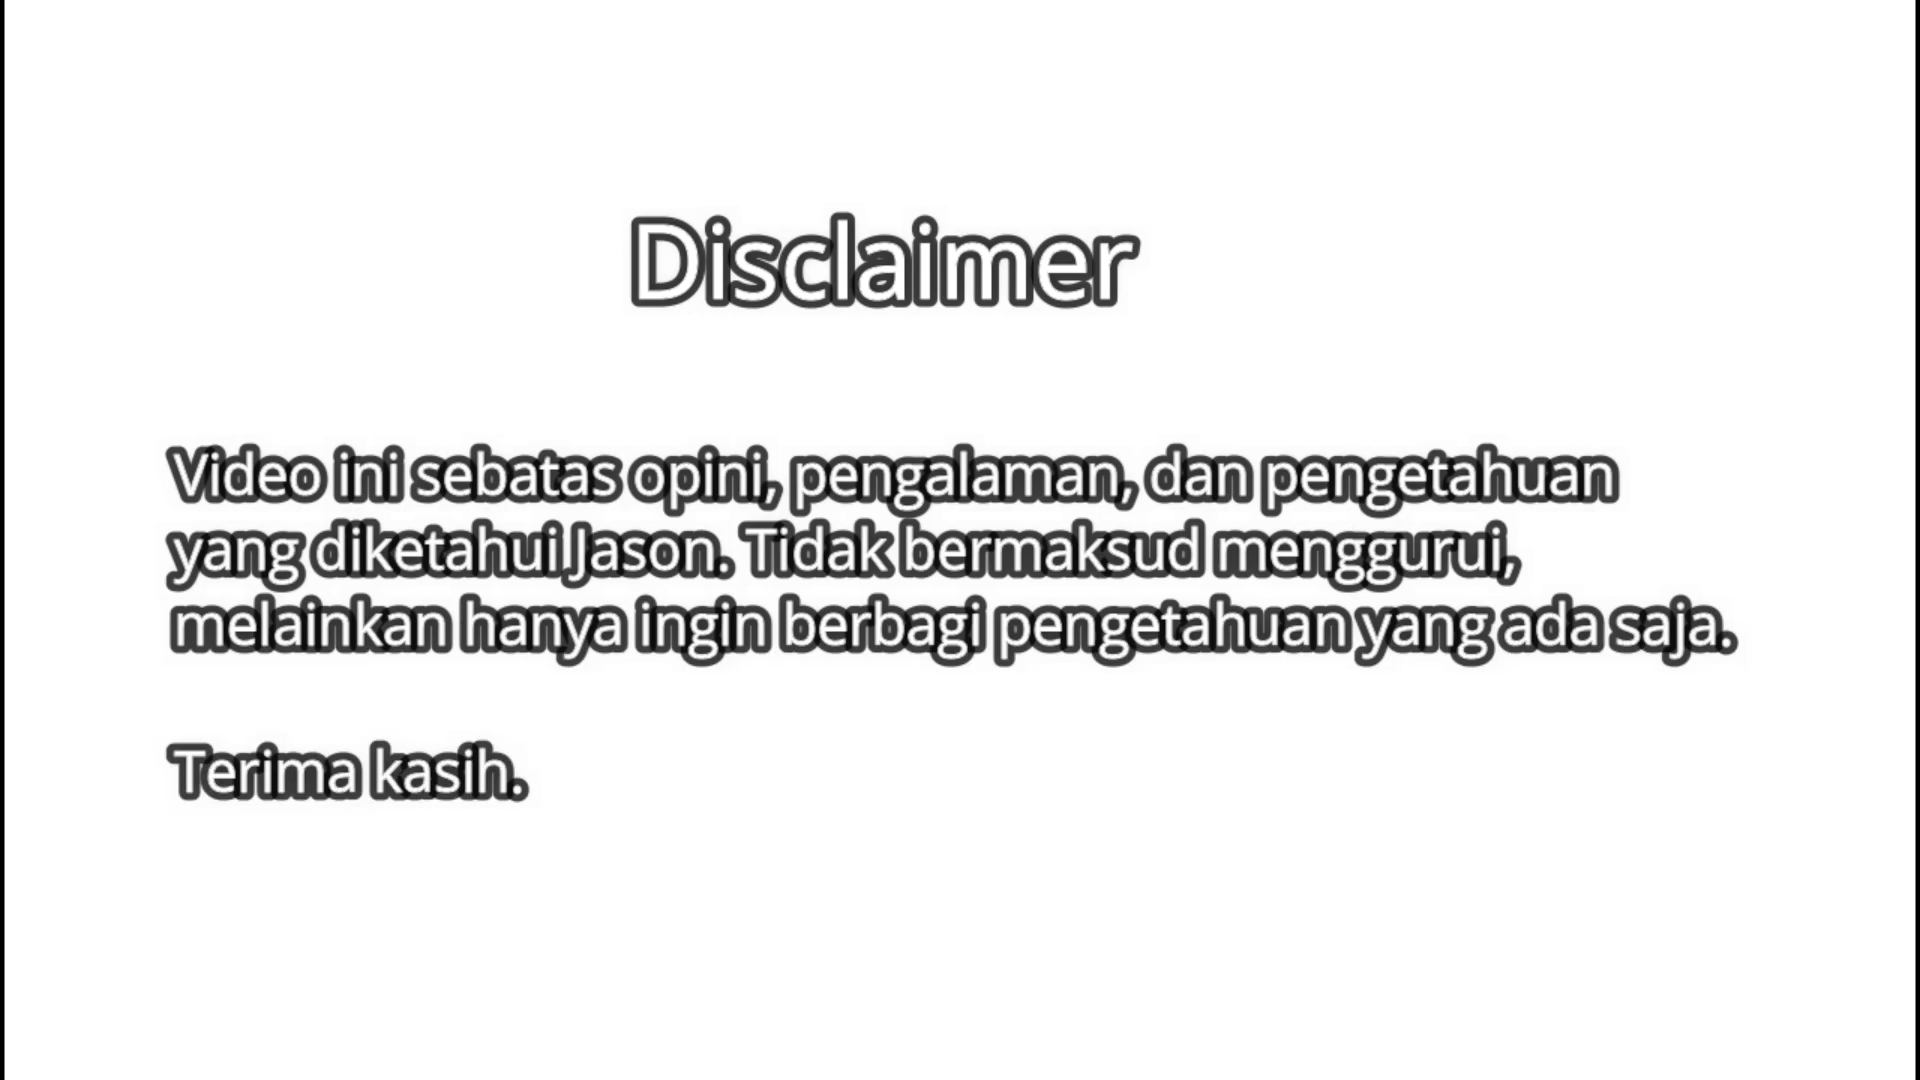 Disclaimer
Video ini sebatas opini, pengalaman, dan pengetahuan
yang diketahui Jason. Tidak bermaksud menggurui,
melainkan hanya ingin berbagi pengetahuan yang ada saja.
Terima kasih.